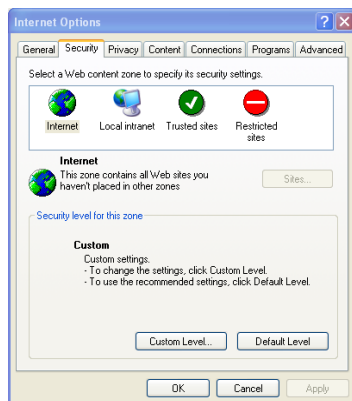 Internet Options
General Security Privacy Content Connections Programs Advanced
Select a Web content zone to specify its security settings.
Internet Local intranet Trusted sites Restricted
sites
Internet
This zone contains all Web sites you
haven't placed in other zones
Sites...
Security level for this zone
Custom
Custom settings.
- To change the settings, click Custom Level.
- To use the recommended settings, click Default Level.
Custom Level... Default Level
OK Cancel Apply